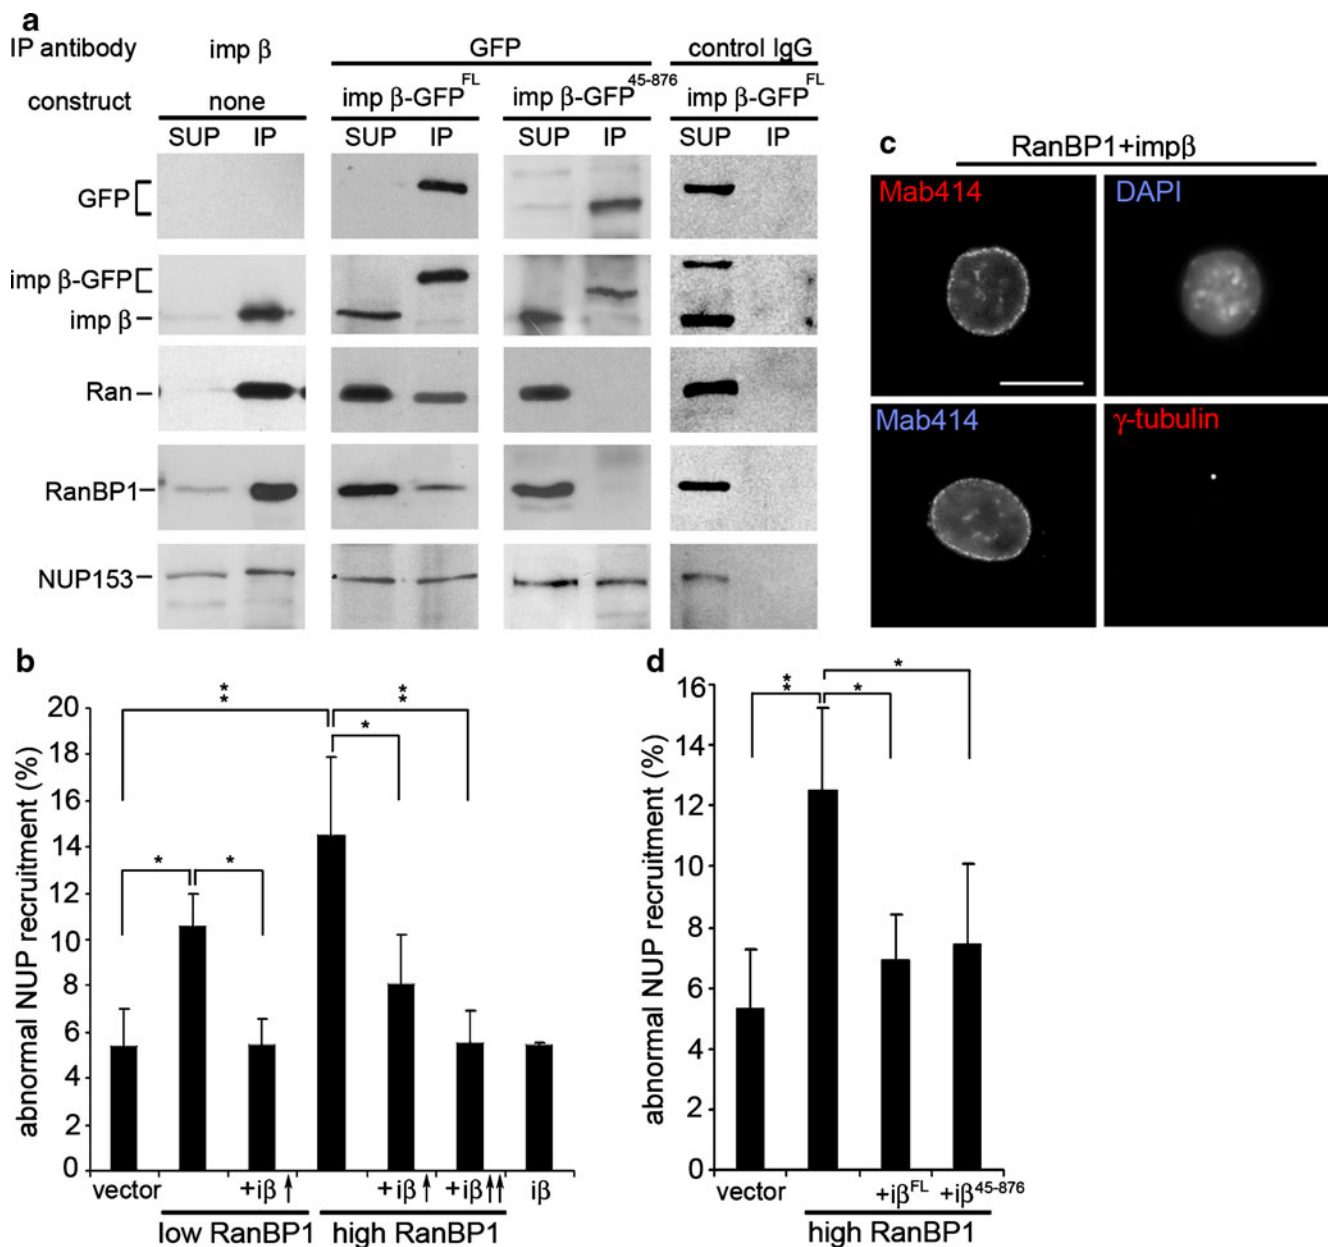 a
IP antibody imp β GFP control IgG
construct none imp β-GFP^FL imp β-GFP^45-876 imp β-GFP^FL
SUP IP SUP IP SUP IP SUP IP
GFP
imp β-GFP
imp β
Ran
RanBP1
NUP153
c
RanBP1+impβ
Mab414 DAPI
Mab414 γ-tubulin
b
abnormal NUP recruitment (%)
20
18
16
14
12
10
8
6
4
2
0
** ** * * *
vector +iβ↑ +iβ↑ +iβ↑↑ iβ
low RanBP1 high RanBP1
d
abnormal NUP recruitment (%)
16
14
12
10
8
6
4
2
0
** * *
vector +iβ^FL +iβ^45-876
high RanBP1